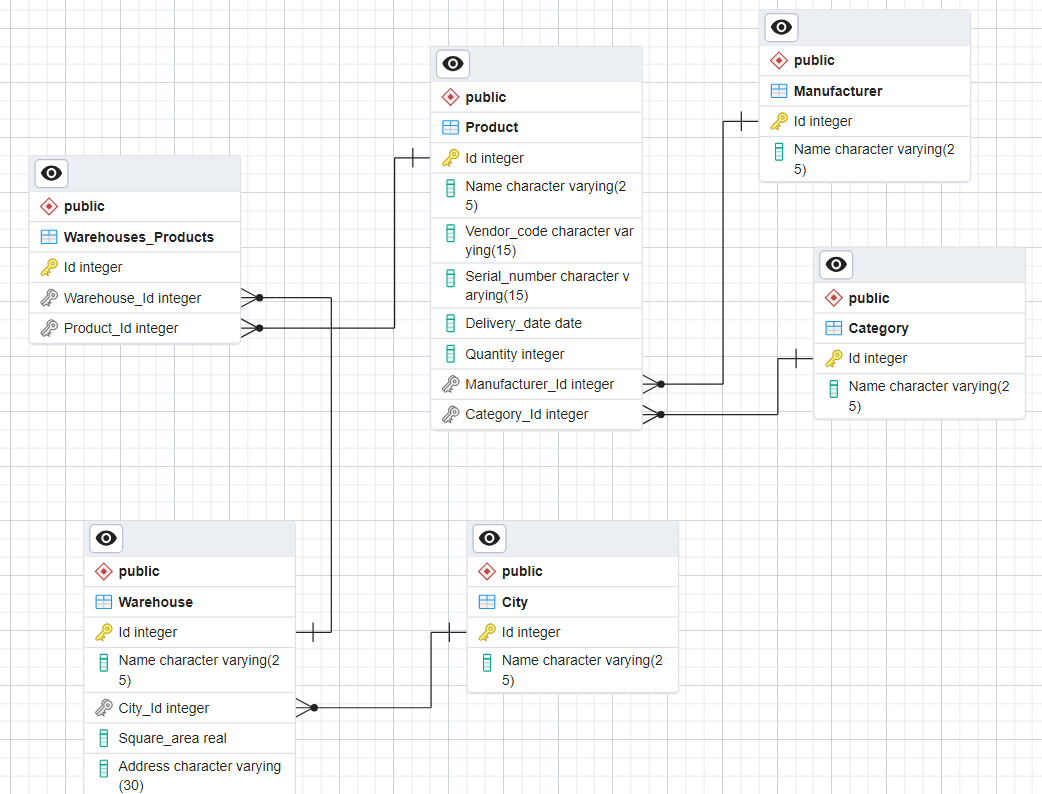 public
Warehouses_Products
Id integer
Warehouse_Id integer
Product_Id integer
public
Product
Id integer
Name character varying(2
5)
Vendor_code character var
ying(15)
Serial_number character v
arying(15)
Delivery_date date
Quantity integer
Manufacturer_Id integer
Category_Id integer
public
Manufacturer
Id integer
Name character varying(2
5)
public
Category
Id integer
Name character varying(2
5)
public
Warehouse
Id integer
Name character varying(2
5)
City_Id integer
Square_area real
Address character varying
(30)
public
City
Id integer
Name character varying(2
5)